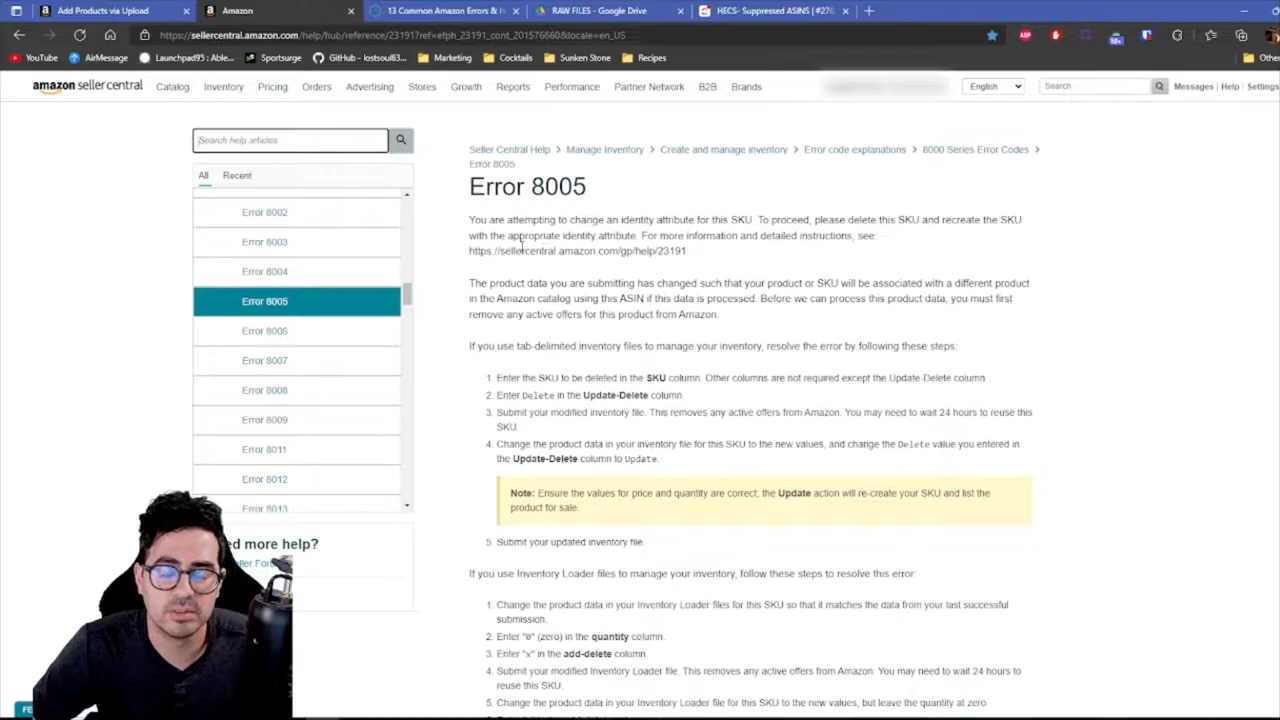 Add Products via Upload
Amazon
13 Common Amazon Errors & H
RAW FILES - Google Drive
HECS- Suppressed ASINS | #276
https://sellercentral.amazon.com/help/hub/reference/23191?ref=efph_23191_cont_201576660&locale=en_US
YouTube
AirMessage
Launchpad95 : Able...
Sportsurge
GitHub - lostsoul63...
Marketing
Cocktails
Sunken Stone
Recipes
Other
amazon seller central
Catalog
Inventory
Pricing
Orders
Advertising
Stores
Growth
Reports
Performance
Partner Network
B2B
Brands
English
Search
Messages | Help | Settings
Search help articles
All
Recent
Error 8002
Error 8003
Error 8004
Error 8005
Error 8006
Error 8007
Error 8008
Error 8009
Error 8011
Error 8012
Error 8013
ed more help?
ller For
FE
Seller Central Help > Manage Inventory > Create and manage inventory > Error code explanations > 8000 Series Error Codes >
Error 8005
Error 8005
You are attempting to change an identity attribute for this SKU. To proceed, please delete this SKU and recreate the SKU
with the appropriate identity attribute. For more information and detailed instructions, see:
https://sellercentral.amazon.com/gp/help/23191.
The product data you are submitting has changed such that your product or SKU will be associated with a different product
in the Amazon catalog using this ASIN if this data is processed. Before we can process this product data, you must first
remove any active offers for this product from Amazon.
If you use tab-delimited inventory files to manage your inventory, resolve the error by following these steps:
1. Enter the SKU to be deleted in the SKU column. Other columns are not required except the Update-Delete column
2. Enter Delete in the Update-Delete column
3. Submit your modified inventory file. This removes any active offers from Amazon. You may need to wait 24 hours to reuse this
SKU.
4. Change the product data in your inventory file for this SKU to the new values, and change the Delete value you entered in
the Update-Delete column to Update.
Note: Ensure the values for price and quantity are correct; the Update action will re-create your SKU and list the
product for sale.
5. Submit your updated inventory file.
If you use Inventory Loader files to manage your inventory, follow these steps to resolve this error:
1. Change the product data in your Inventory Loader files for this SKU so that it matches the data from your last successful
submission.
2. Enter "0" (zero) in the quantity column.
3. Enter "x" in the add-delete column.
4. Submit your modified Inventory Loader file. This removes any active offers from Amazon. You may need to wait 24 hours to
reuse this SKU.
5. Change the product data in your Inventory Loader files for this SKU to the new values, but leave the quantity at zero.